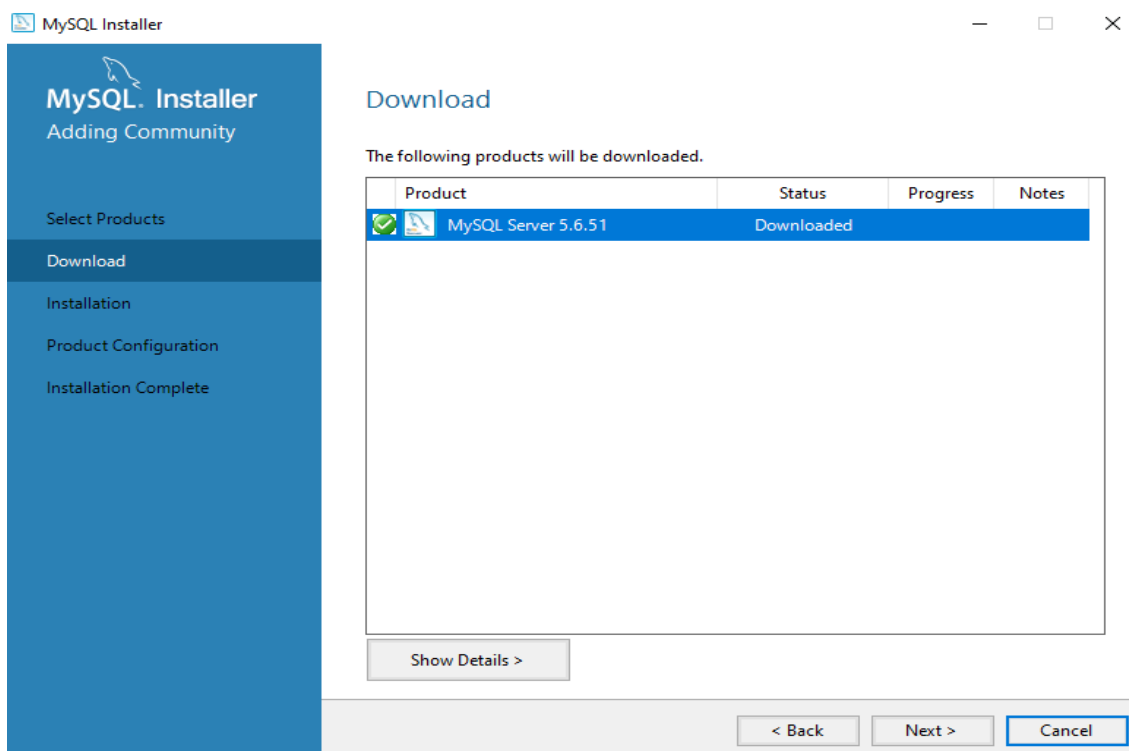 MySQL Installer
MySQL. Installer
Adding Community
Select Products
Download
Installation
Product Configuration
Installation Complete
Download
The following products will be downloaded.
Product Status Progress Notes
MySQL Server 5.6.51 Downloaded
Show Details >
< Back Next > Cancel